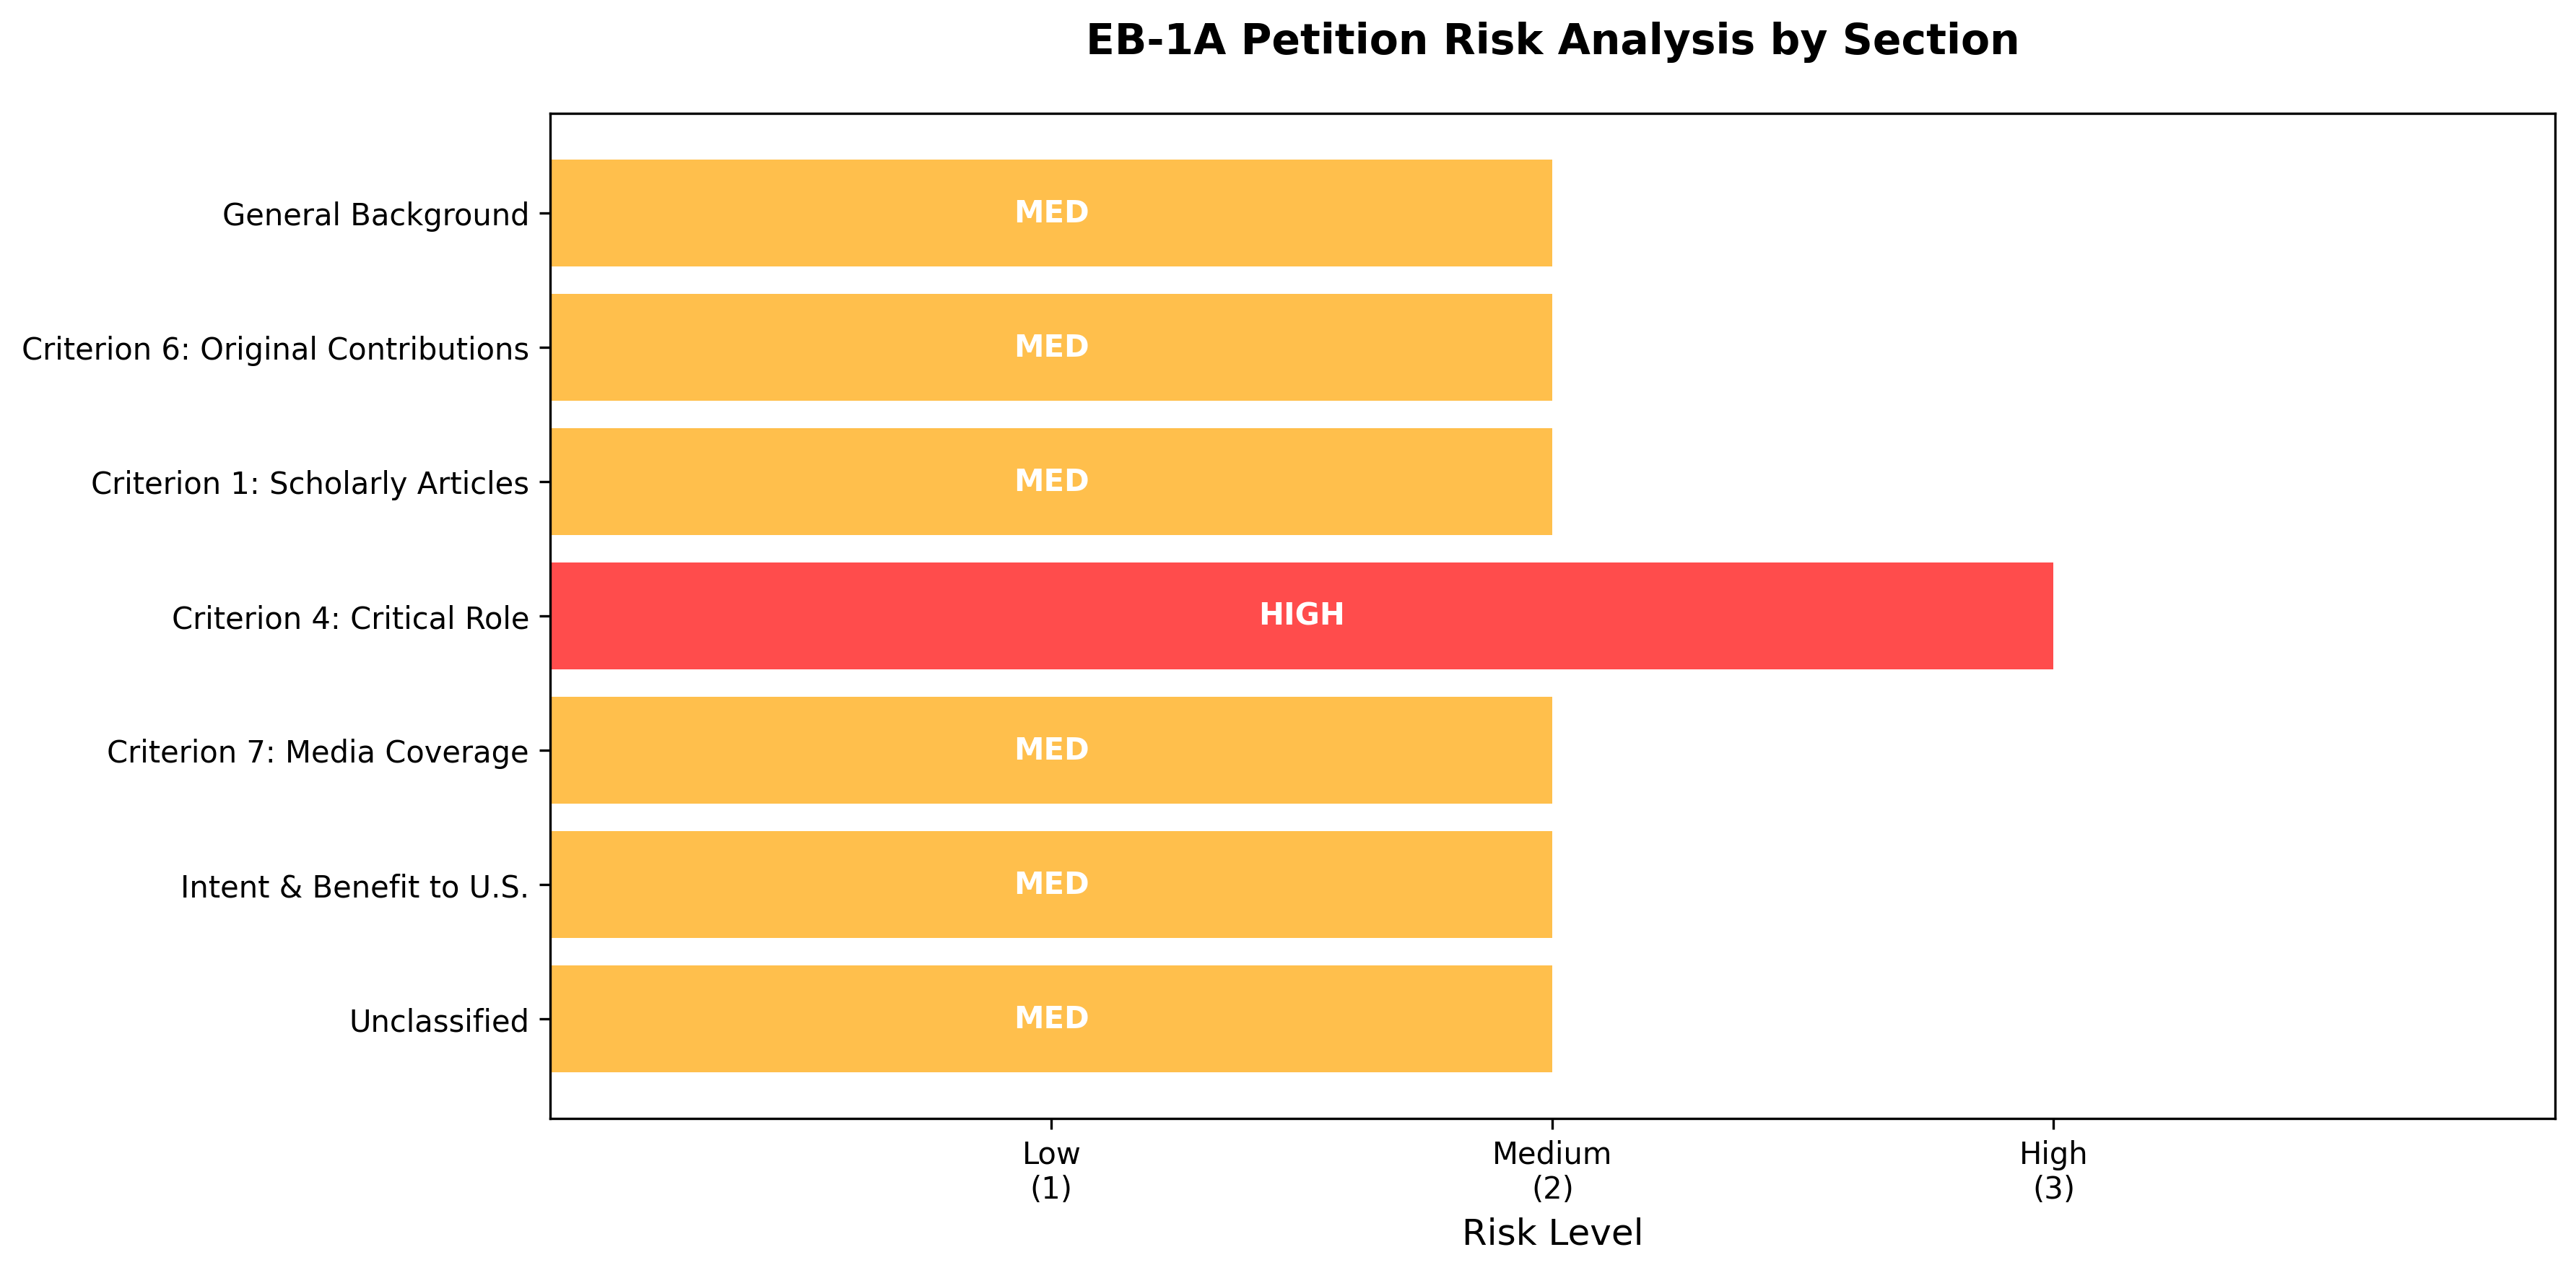 EB-1A Petition Risk Analysis by Section
General Background
MED
Criterion 6: Original Contributions
MED
Criterion 1: Scholarly Articles
MED
Criterion 4: Critical Role
HIGH
Criterion 7: Media Coverage
MED
Intent & Benefit to U.S.
MED
Unclassified
MED
Low
(1)
Medium
(2)
High
(3)
Risk Level